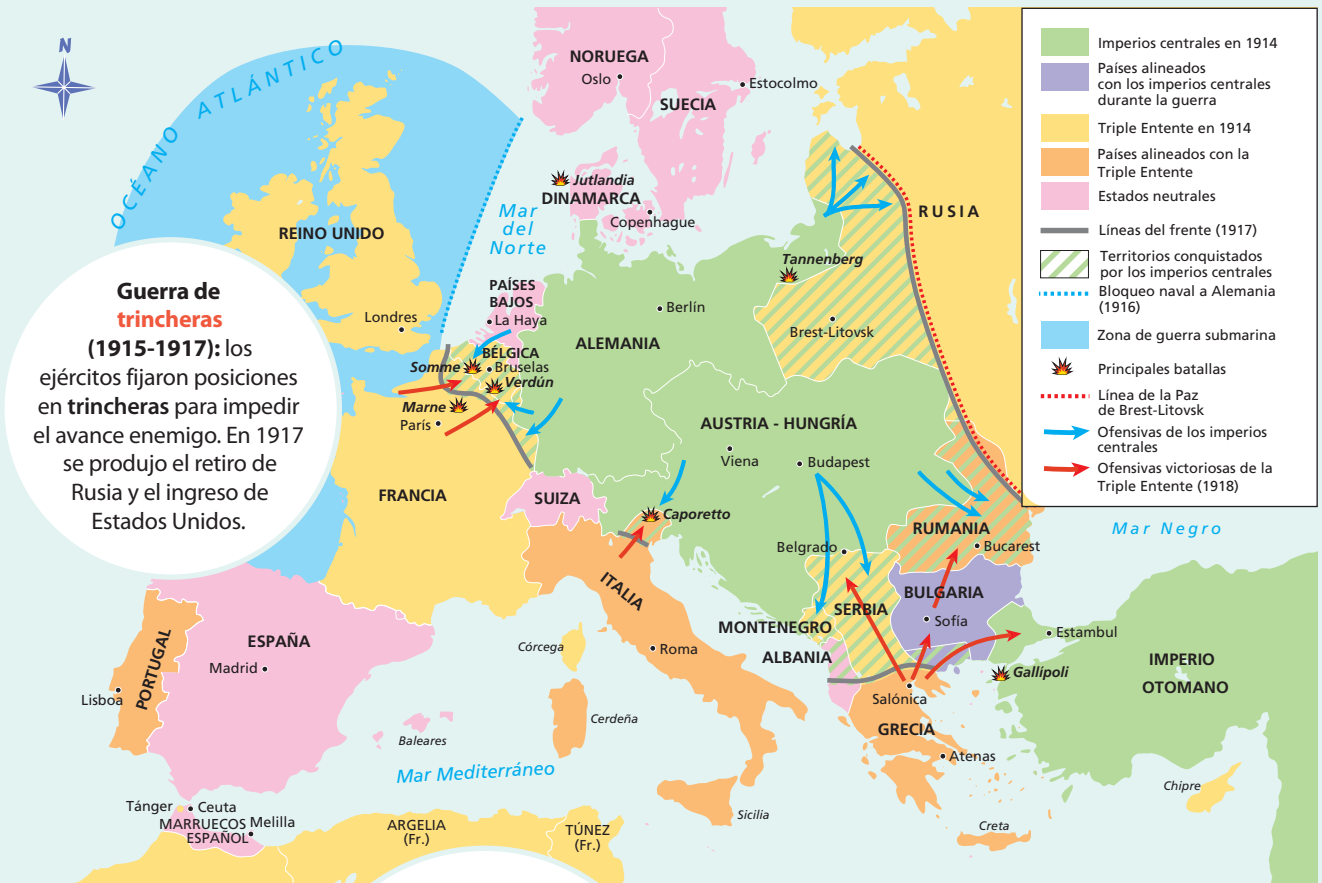 N
OCÉANO ATLÁNTICO
NORUEGA
Oslo
SUECIA
Estocolmo
Jutlandia
DINAMARCA
Copenhague
Mar
del
Norte
REINO UNIDO
Londres
RUSIA
Tannenberg
Brest-Litovsk
PAÍSES
BAJOS
La Haya
Berlín
ALEMANIA
BÉLGICA
Somme
Bruselas
Verdún
Marne
París
FRANCIA
AUSTRIA - HUNGRÍA
Viena
Budapest
SUIZA
Caporetto
RUMANIA
Bucarest
Mar Negro
Belgrado
ITALIA
BULGARIA
SERBIA
Sofía
MONTENEGRO
ALBANIA
Estambul
Gallípoli
IMPERIO
OTOMANO
Salónica
GRECIA
Atenas
PORTUGAL
Lisboa
ESPAÑA
Madrid
Córcega
Roma
Cerdeña
Baleares
Mar Mediterráneo
Sicilia
Creta
Chipre
Tánger
Ceuta
MARRUECOS
ESPAÑOL
Melilla
ARGELIA
(Fr.)
TÚNEZ
(Fr.)
Guerra de
trincheras
(1915-1917): los
ejércitos fijaron posiciones
en trincheras para impedir
el avance enemigo. En 1917
se produjo el retiro de
Rusia y el ingreso de
Estados Unidos.
Imperios centrales en 1914
Países alineados
con los imperios centrales
durante la guerra
Triple Entente en 1914
Países alineados con la
Triple Entente
Estados neutrales
Líneas del frente (1917)
Territorios conquistados
por los imperios centrales
Bloqueo naval a Alemania
(1916)
Zona de guerra submarina
Principales batallas
Línea de la Paz
de Brest-Litovsk
Ofensivas de los imperios
centrales
Ofensivas victoriosas de la
Triple Entente (1918)